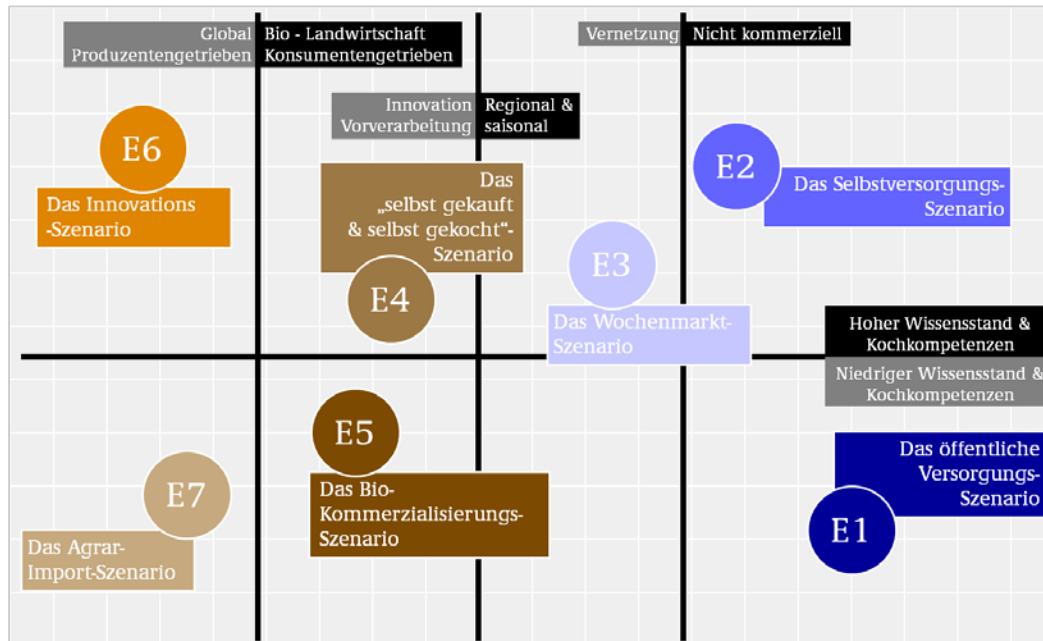 Global
Produzentengetrieben
Bio - Landwirtschaft
Konsumentengetrieben
Vernetzung
Nicht kommerziell
Innovation
Vorverarbeitung
Regional &
saisonal
E6
Das Innovations
-Szenario
Das
„selbst gekauft
& selbst gekocht“-
Szenario
E4
E3
Das Wochenmarkt-
Szenario
E2
Das Selbstversorgungs-
Szenario
Hoher Wissensstand &
Kochkompetenzen
Niedriger Wissensstand &
Kochkompetenzen
E7
Das Agrar-
Import-Szenario
E5
Das Bio-
Kommerzialisierungs-
Szenario
Das öffentliche
Versorgungs-
Szenario
E1